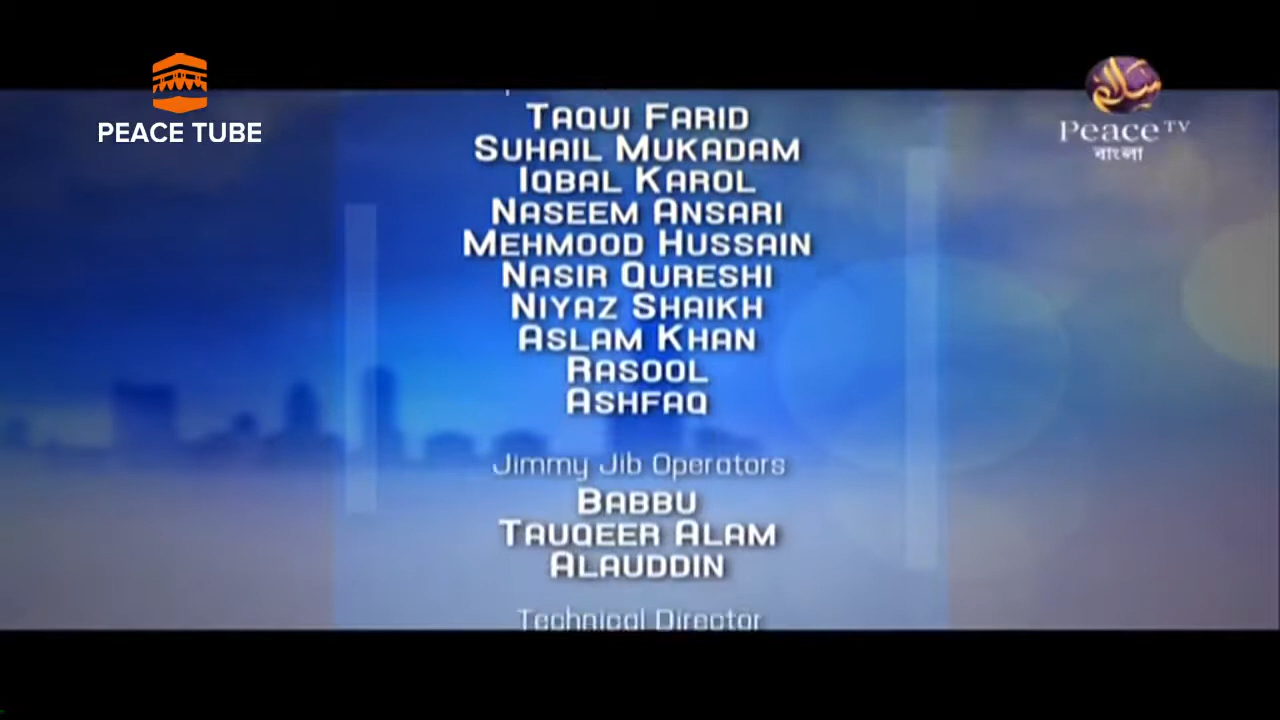 PEACE TUBE
سلام
Peace TV
বাংলা
TAQUI FARID
SUHAIL MUKADAM
IQBAL KAROL
NASEEM ANSARI
MEHMOOD HUSSAIN
NASIR QURESHI
NIYAZ SHAIKH
ASLAM KHAN
RASOOL
ASHFAQ
Jimmy Jib Operators
BABBU
TAUQEER ALAM
ALAUDDIN
Technical Director